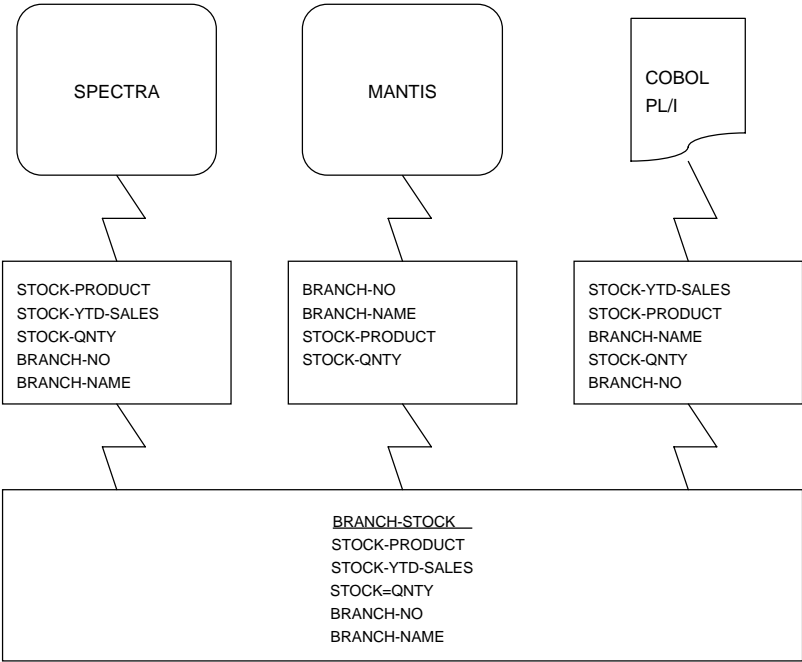 SPECTRA
MANTIS
COBOL
PL/I
STOCK-PRODUCT
STOCK-YTD-SALES
STOCK-QNTY
BRANCH-NO
BRANCH-NAME
BRANCH-NO
BRANCH-NAME
STOCK-PRODUCT
STOCK-QNTY
STOCK-YTD-SALES
STOCK-PRODUCT
BRANCH-NAME
STOCK-QNTY
BRANCH-NO
BRANCH-STOCK
STOCK-PRODUCT
STOCK-YTD-SALES
STOCK=QNTY
BRANCH-NO
BRANCH-NAME